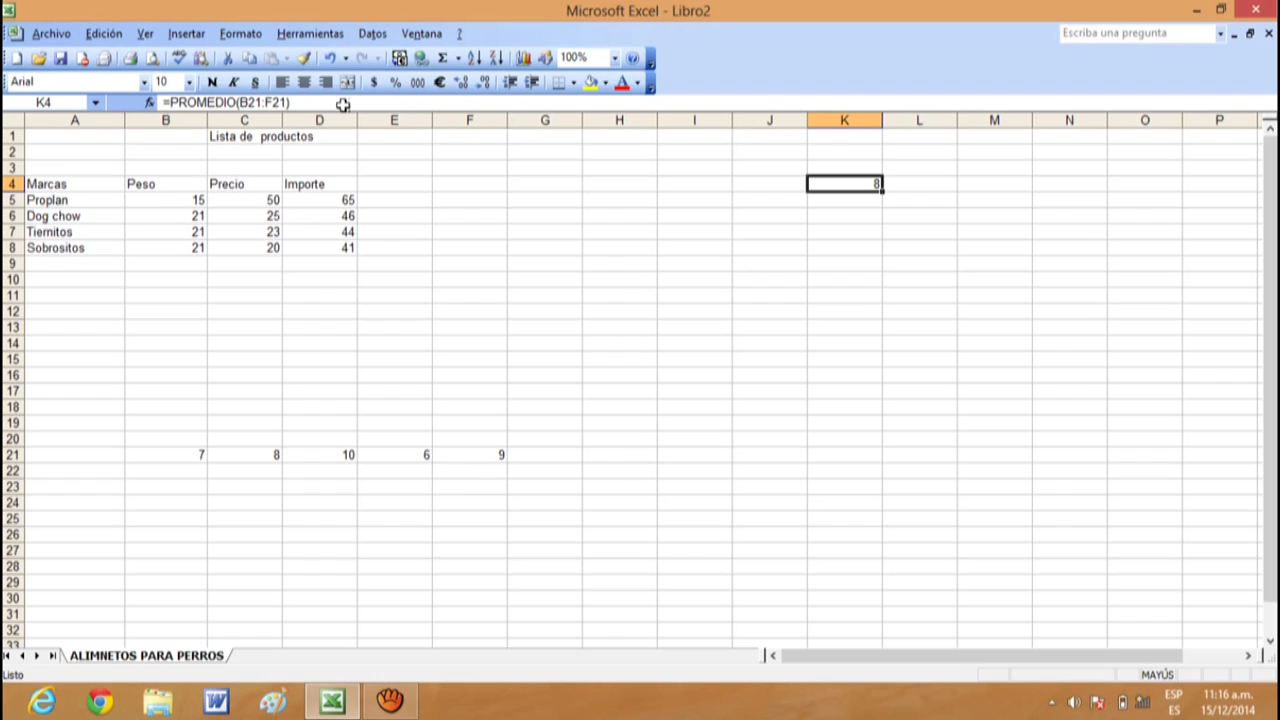 Microsoft Excel - Libro2
Archivo Edición Ver Insertar Formato Herramientas Datos Ventana ? Escriba una pregunta
100%
Arial 10 N K S $ % 000 €
K4 fx =PROMEDIO(B21:F21)
A B C D E F G H I J K L M N O P
1 Lista de productos
2
3
4 Marcas Peso Precio Importe 8
5 Proplan 15 50 65
6 Dog chow 21 25 46
7 Tiernitos 21 23 44
8 Sobrositos 21 20 41
9
10
11
12
13
14
15
16
17
18
19
20
21 7 8 10 6 9
22
23
24
25
26
27
28
29
30
31
32
33
ALIMNETOS PARA PERROS
Listo MAYÚS
ESP 11:16 a.m.
ES 15/12/2014